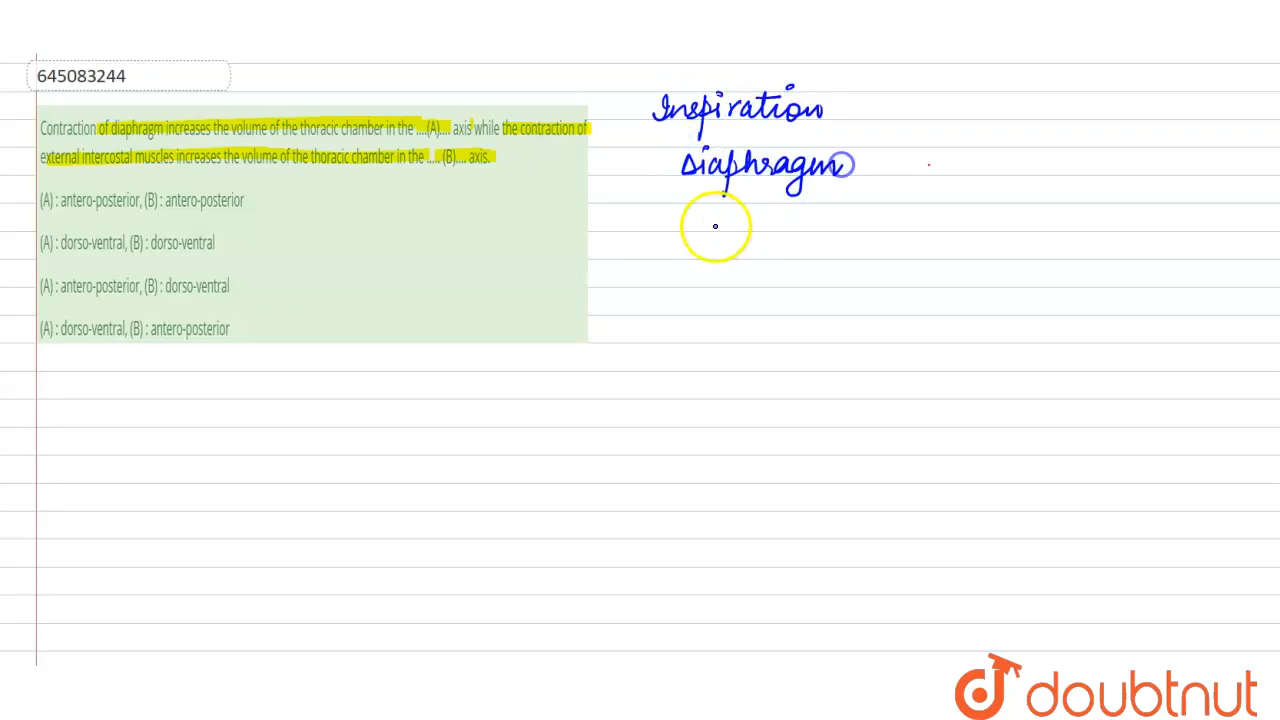 645083244
Contraction of diaphragm increases the volume of the thoracic chamber in the ....(A).... axis while the contraction of
external intercostal muscles increases the volume of the thoracic chamber in the ..... (B).... axis.
(A) : antero-posterior, (B) : antero-posterior
(A) : dorso-ventral, (B) : dorso-ventral
(A) : antero-posterior, (B) : dorso-ventral
(A) : dorso-ventral, (B) : antero-posterior
Inspiration
Diaphragm
doubtnut